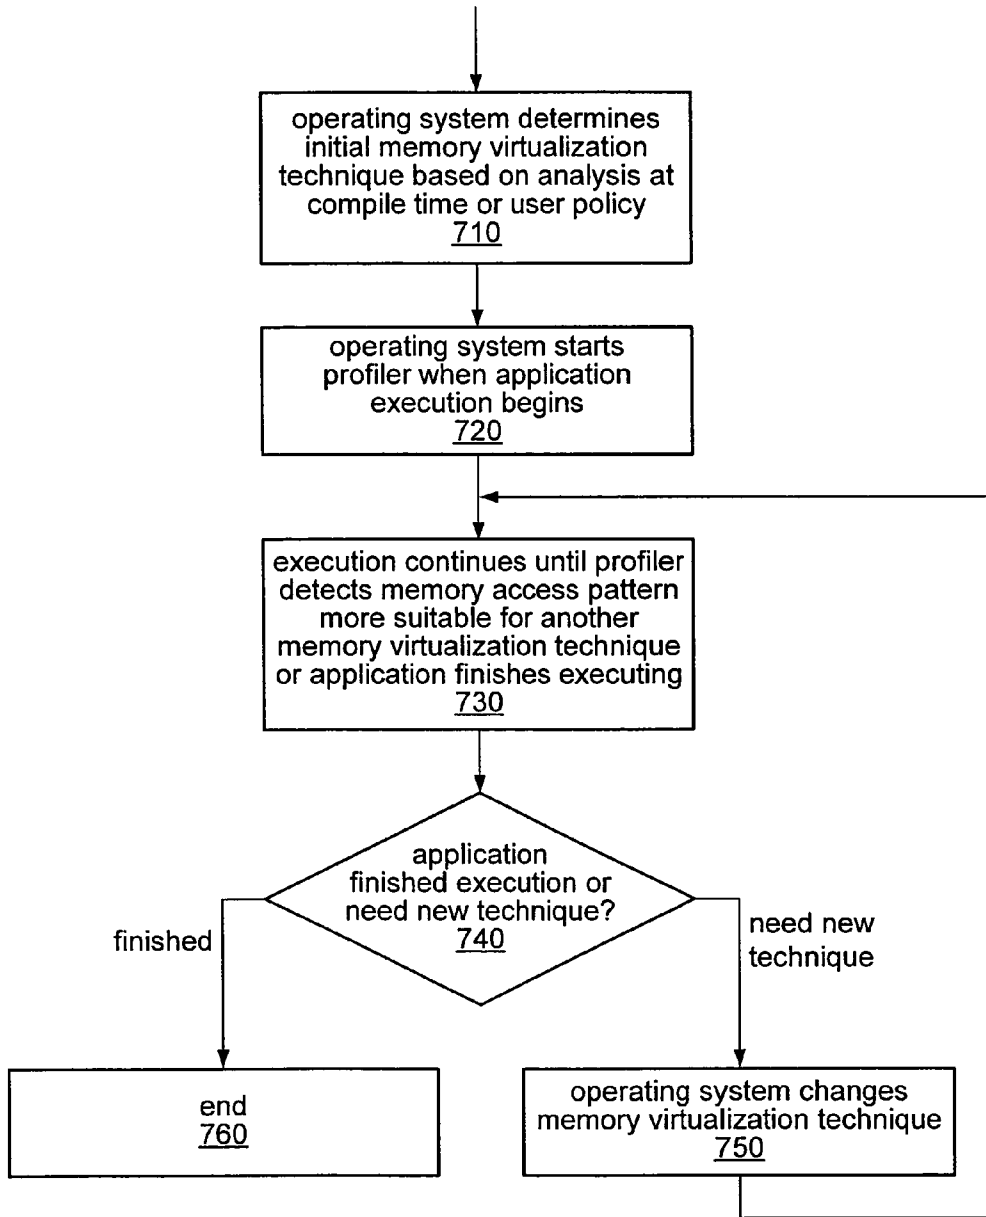 operating system determines
initial memory virtualization
technique based on analysis at
compile time or user policy
710
operating system starts
profiler when application
execution begins
720
execution continues until profiler
detects memory access pattern
more suitable for another
memory virtualization technique
or application finishes executing
730
application
finished execution or
need new technique?
740
finished
need new
technique
end
760
operating system changes
memory virtualization technique
750